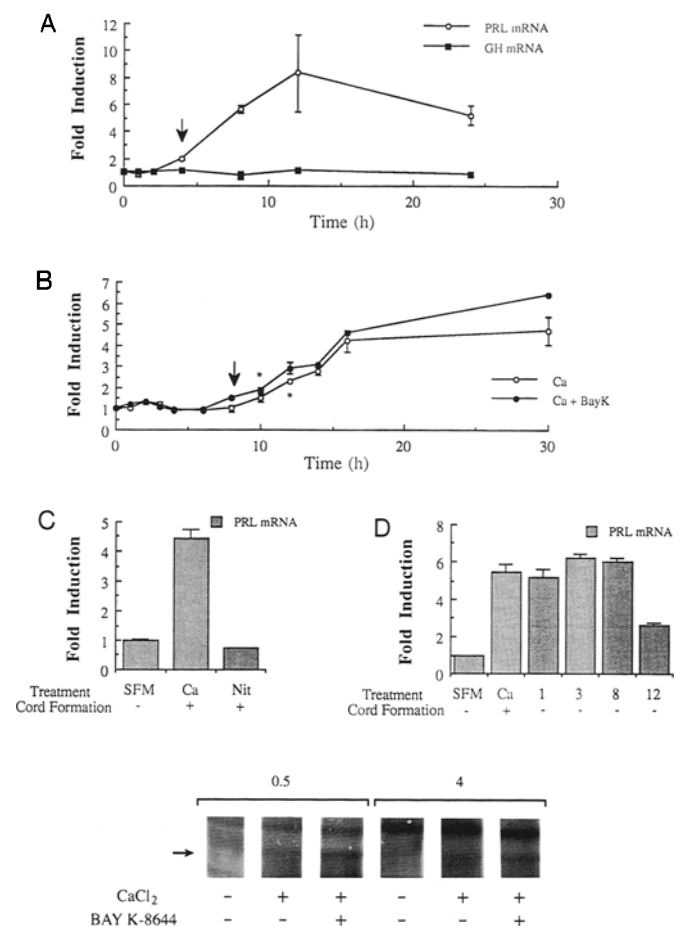 A
12
10
8
6
4
2
0
Fold Induction
PRL mRNA
GH mRNA
0 10 20 30
Time (h)
B
7
6
5
4
3
2
1
0
Fold Induction
*
*
Ca
Ca + BayK
0 10 20 30
Time (h)
C
5
4
3
2
1
0
Fold Induction
PRL mRNA
Treatment SFM Ca Nit
Cord Formation - + +
D
8
6
4
2
0
Fold Induction
PRL mRNA
Treatment SFM Ca 1 3 8 12
Cord Formation - + - - - -
0.5 4
CaCl₂ - + + - + +
BAY K-8644 - - + - - +